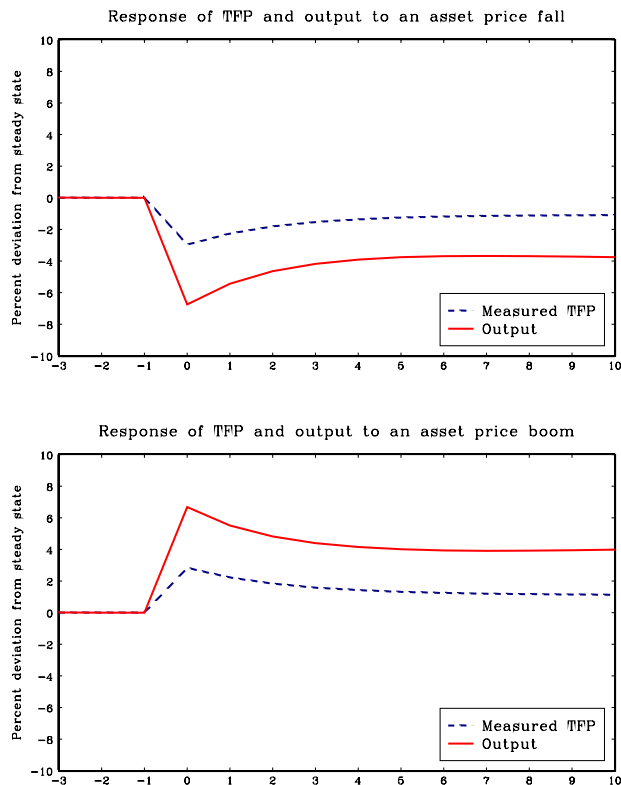 Response of TFP and output to an asset price fall
Percent deviation from steady state
10
8
6
4
2
0
−2
−4
−6
−8
−10
Measured TFP
Output
−3 −2 −1 0 1 2 3 4 5 6 7 8 9 10
Response of TFP and output to an asset price boom
Percent deviation from steady state
10
8
6
4
2
0
−2
−4
−6
−8
−10
Measured TFP
Output
−3 −2 −1 0 1 2 3 4 5 6 7 8 9 10